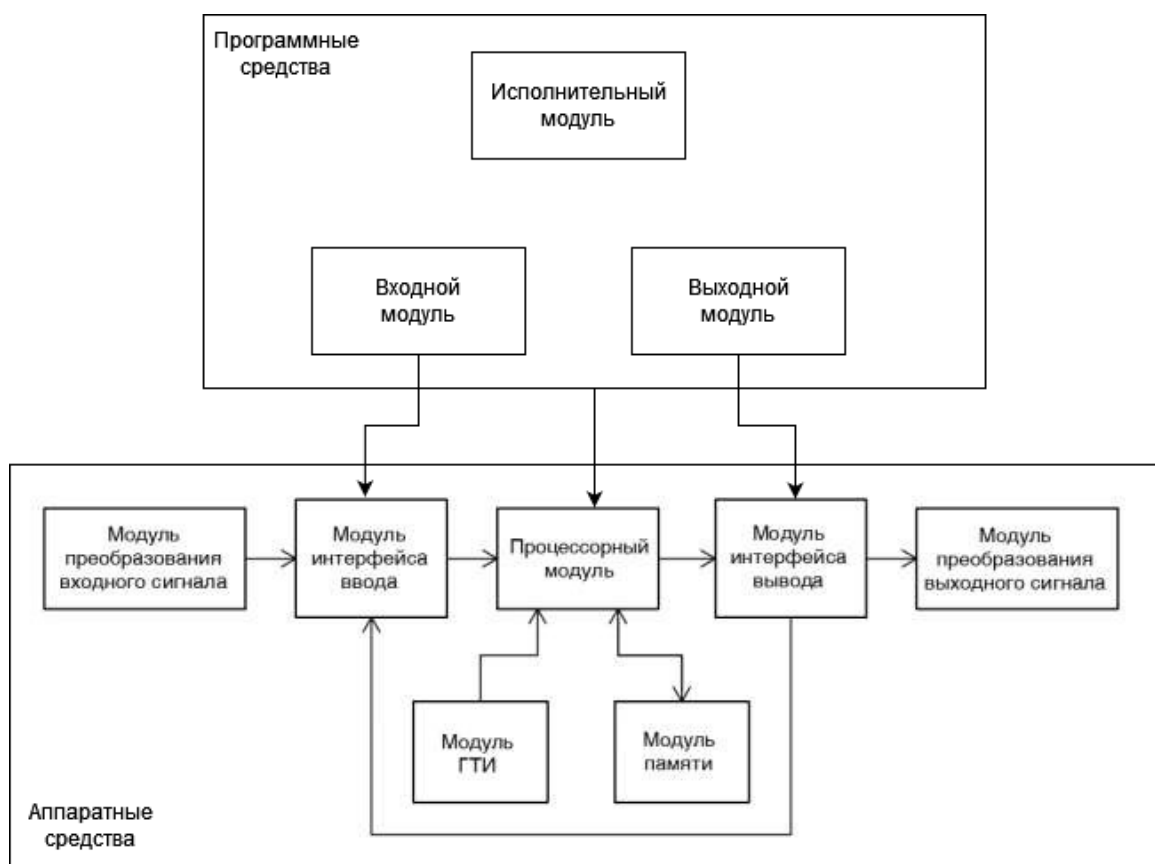 Программные
средства
Исполнительный
модуль
Входной
модуль
Выходной
модуль
Модуль
преобразования
входного сигнала
Модуль
интерфейса
ввода
Процессорный
модуль
Модуль
интерфейса
вывода
Модуль
преобразования
выходного сигнала
Модуль
ГТИ
Модуль
памяти
Аппаратные
средства